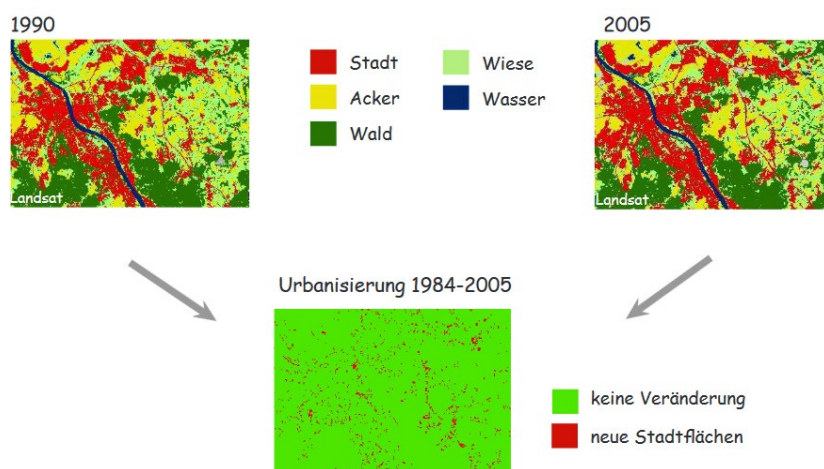 1990
2005
Stadt
Wiese
Acker
Wasser
Wald
Landsat
Landsat
Urbanisierung 1984-2005
keine Veränderung
neue Stadtflächen